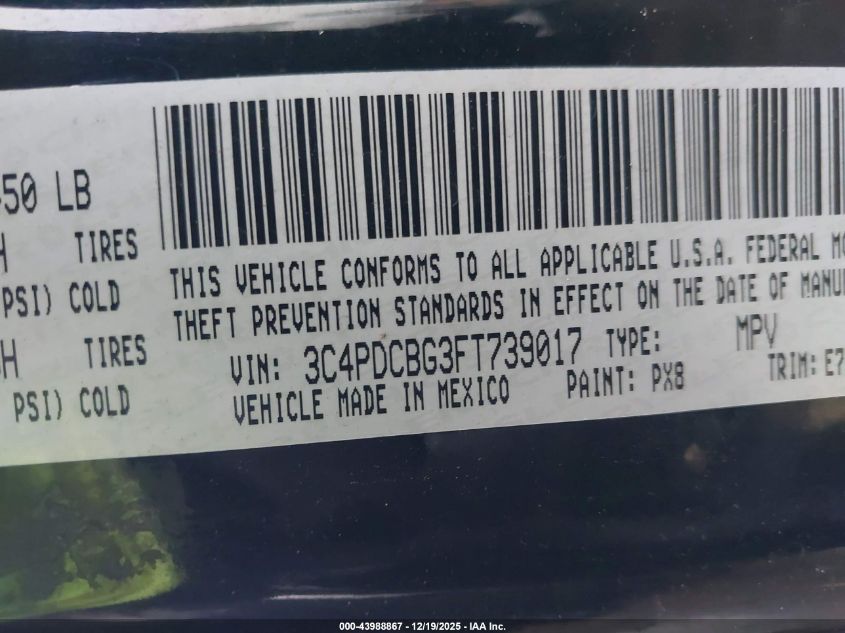 50 LB
H TIRES
PSI) COLD
H TIRES
PSI) COLD
THIS VEHICLE CONFORMS TO ALL APPLICABLE U.S.A. FEDERAL MO
THEFT PREVENTION STANDARDS IN EFFECT ON THE DATE OF MANU
VIN: 3C4PDCBG3FT739017 TYPE: MPV
VEHICLE MADE IN MEXICO PAINT: PX8 TRIM: E7
000-43988867 - 12/19/2025 - IAA Inc.